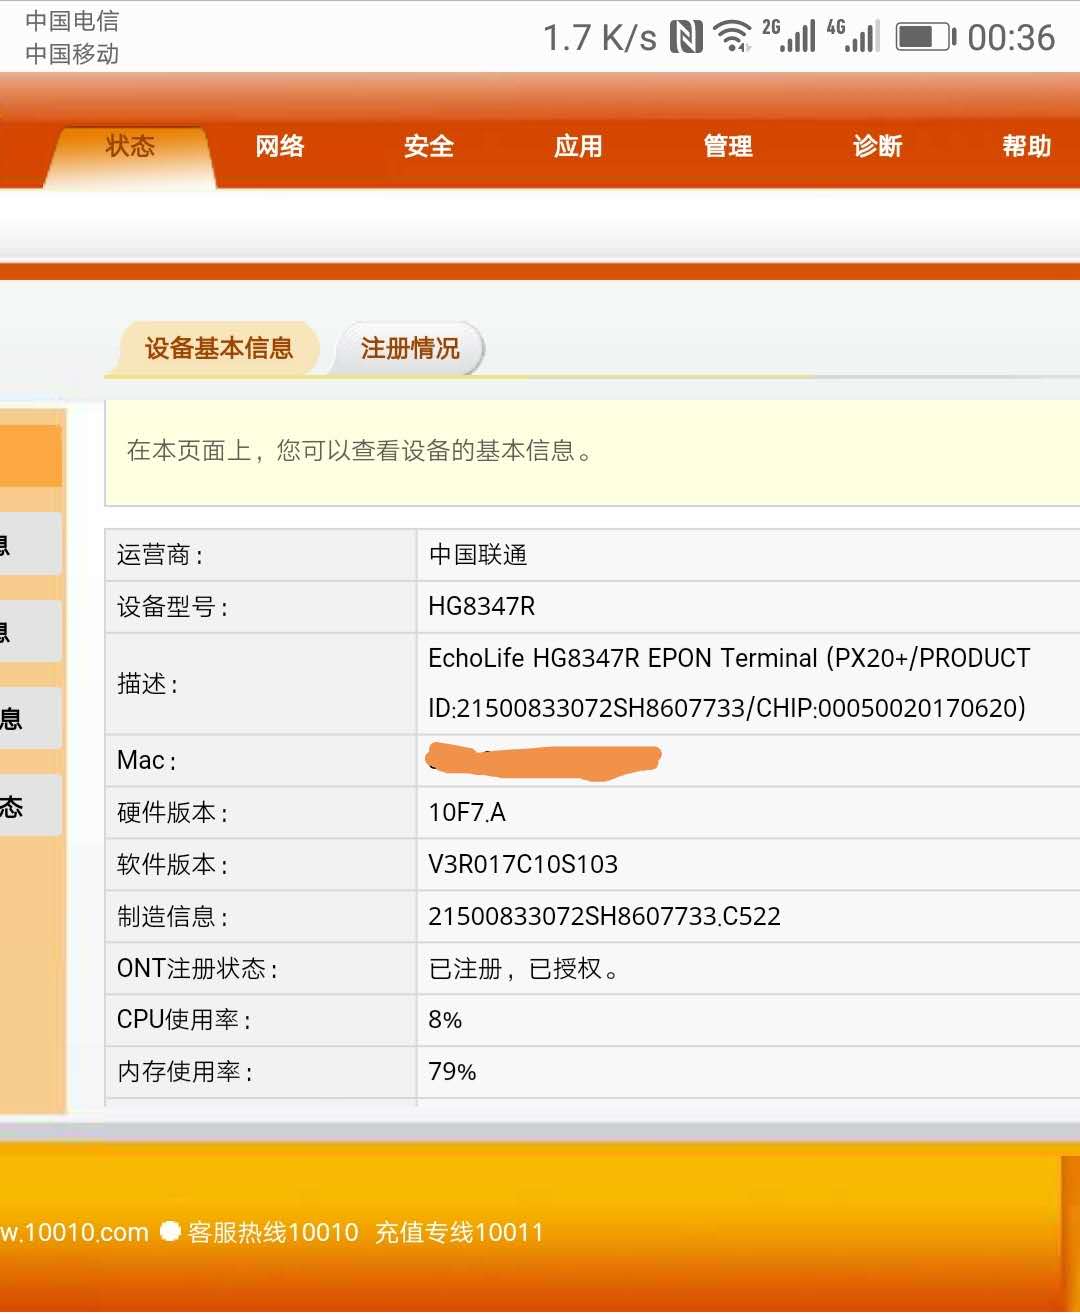 中国电信
中国移动
1.7 K/s 2G 4G 00:36
状态 网络 安全 应用 管理 诊断 帮助
设备基本信息 注册情况
在本页面上，您可以查看设备的基本信息。
息
息
息
态
运营商: 中国联通
设备型号: HG8347R
描述: EchoLife HG8347R EPON Terminal (PX20+/PRODUCT
ID:21500833072SH8607733/CHIP:00050020170620)
Mac:
硬件版本: 10F7.A
软件版本: V3R017C10S103
制造信息: 21500833072SH8607733.C522
ONT注册状态: 已注册，已授权。
CPU使用率: 8%
内存使用率: 79%
w.10010.com ●客服热线10010 充值专线10011